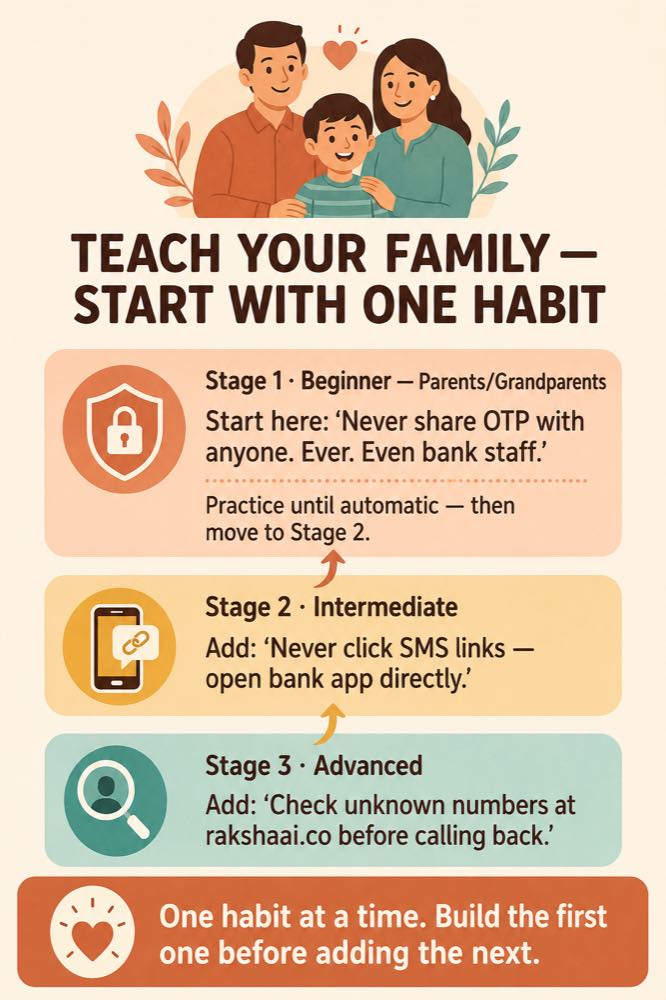 TEACH YOUR FAMILY —
START WITH ONE HABIT
Stage 1 · Beginner — Parents/Grandparents
Start here: ‘Never share OTP with
anyone. Ever. Even bank staff.’
Practice until automatic — then
move to Stage 2.
Stage 2 · Intermediate
Add: ‘Never click SMS links —
open bank app directly.’
Stage 3 · Advanced
Add: ‘Check unknown numbers at
rakshaai.co before calling back.’
One habit at a time. Build the first
one before adding the next.